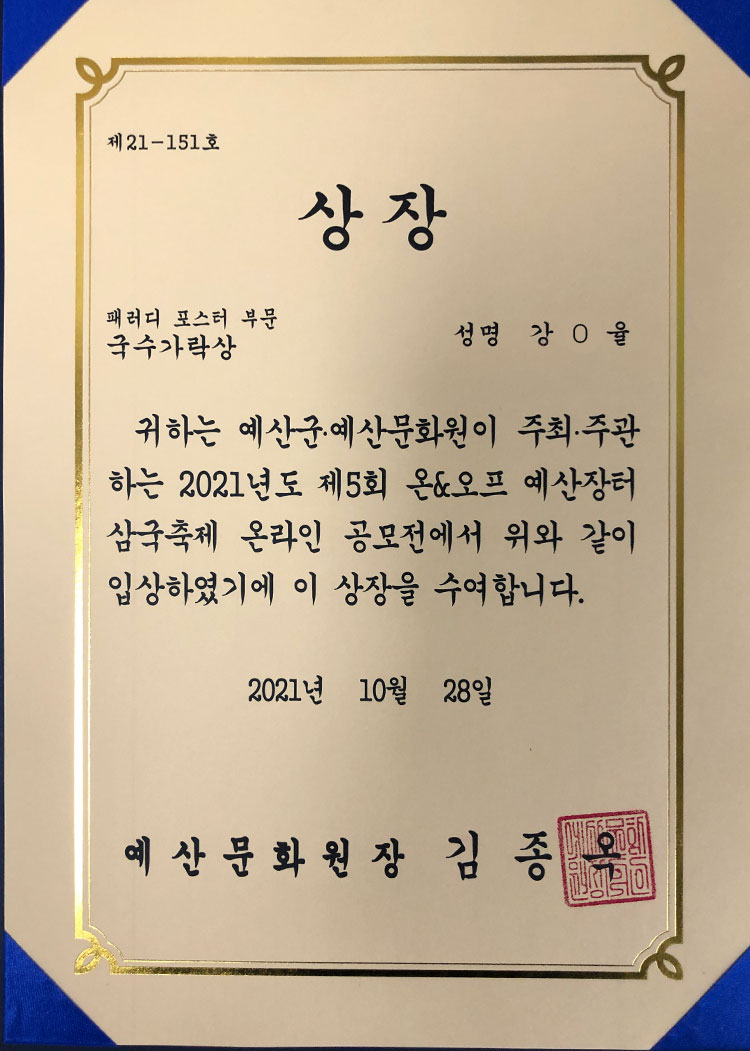 제21-151호
상장
패러디 포스터 부문
국수가락상
성명 강 O 율
귀하는 예산군·예산문화원이 주최·주관
하는 2021년도 제5회 온&오프 예산장터
삼국축제 온라인 공모전에서 위와 같이
입상하였기에 이 상장을 수여합니다.
2021년 10월 28일
예산문화원장 김종옥